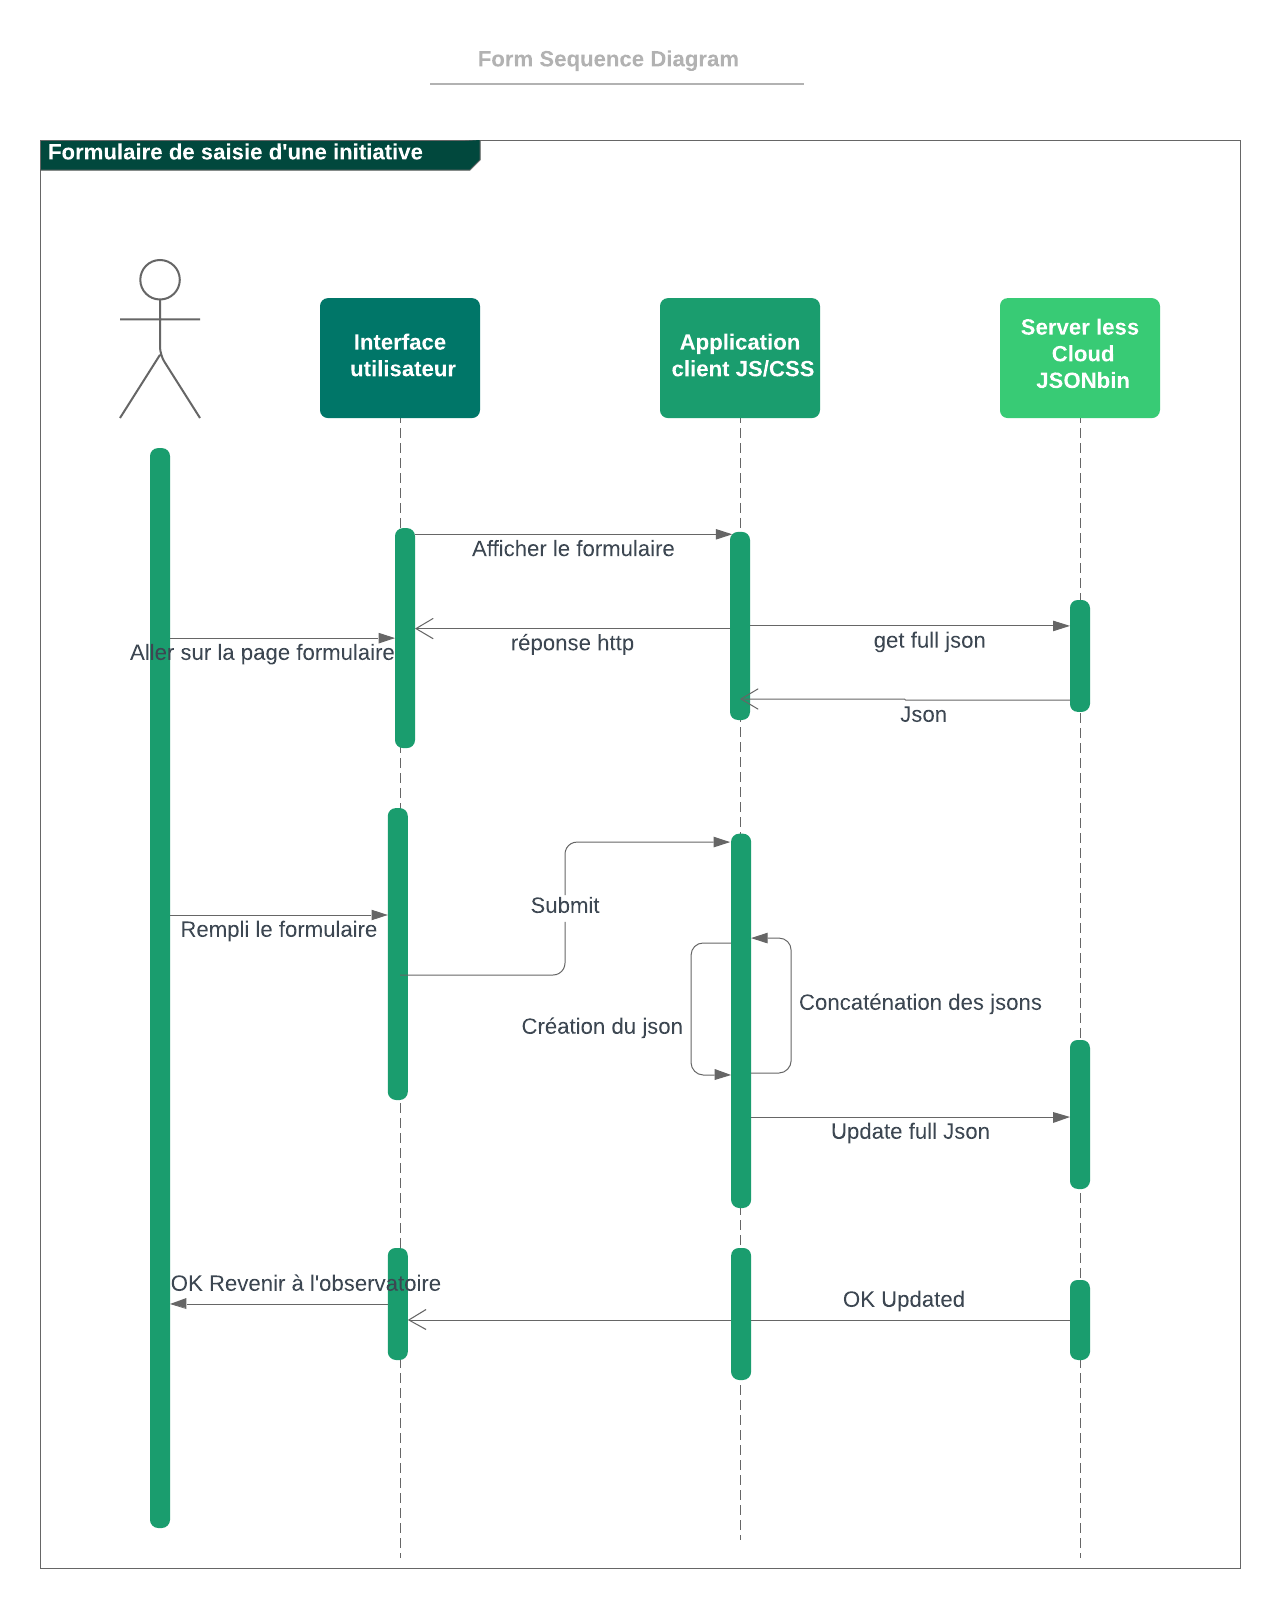 Form Sequence Diagram
Formulaire de saisie d'une initiative
Interface
utilisateur
Application
client JS/CSS
Server less
Cloud
JSONbin
Afficher le formulaire
Aller sur la page formulaire
réponse http
get full json
Json
Submit
Rempli le formulaire
Concaténation des jsons
Création du json
Update full Json
OK Revenir à l'observatoire
OK Updated